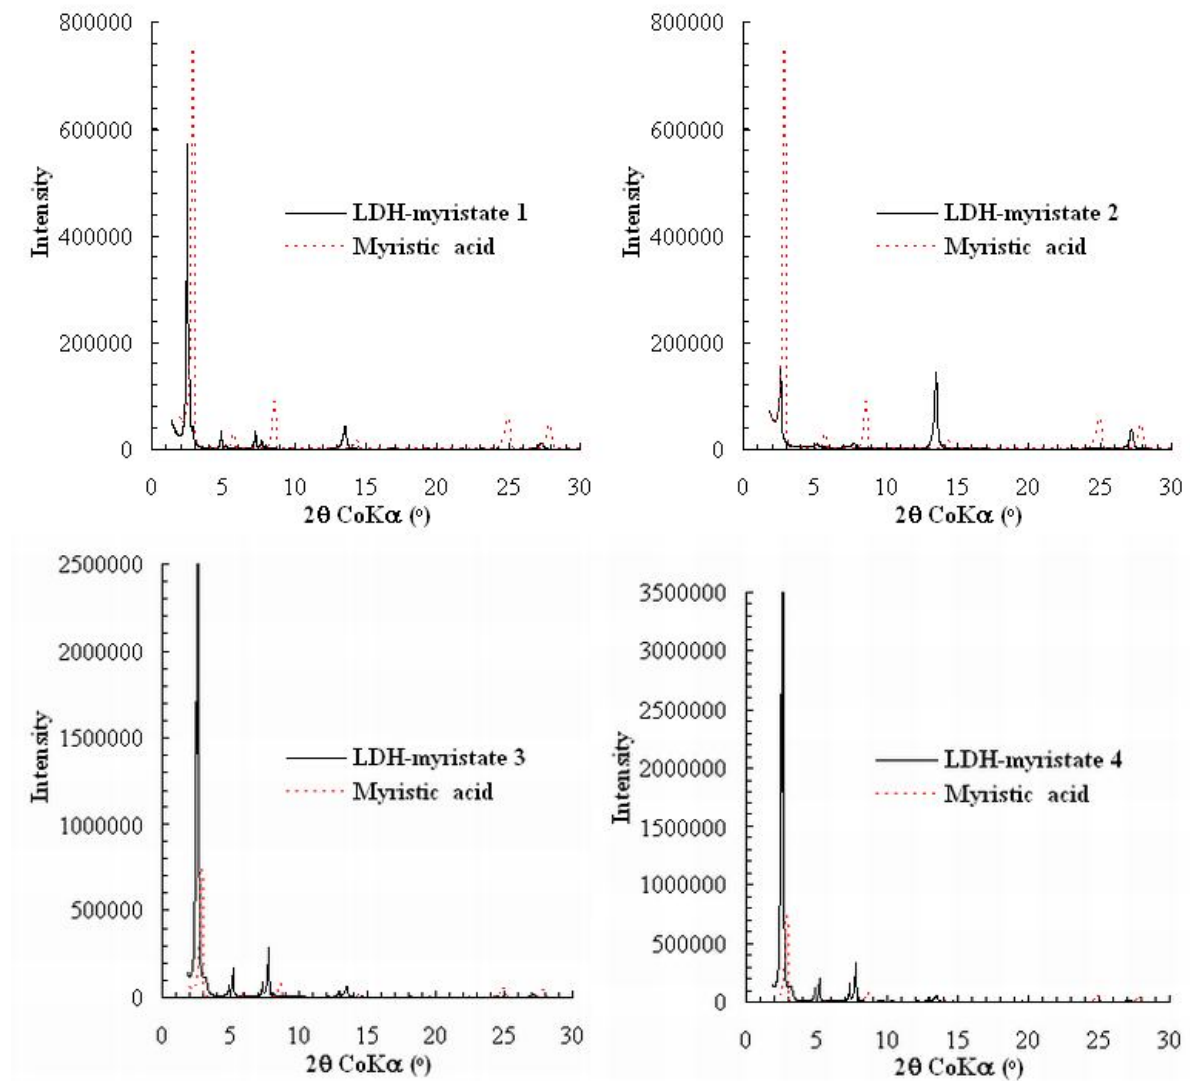 800000
600000
400000
200000
0
Intensity
LDH-myristate 1
Myristic acid
0 5 10 15 20 25 30
2θ CoKα (°)
800000
600000
400000
200000
0
Intensity
LDH-myristate 2
Myristic acid
0 5 10 15 20 25 30
2θ CoKα (°)
2500000
2000000
1500000
1000000
500000
0
Intensity
LDH-myristate 3
Myristic acid
0 5 10 15 20 25 30
2θ CoKα (°)
3500000
3000000
2500000
2000000
1500000
1000000
500000
0
Intensity
LDH-myristate 4
Myristic acid
0 5 10 15 20 25 30
2θ CoKα (°)